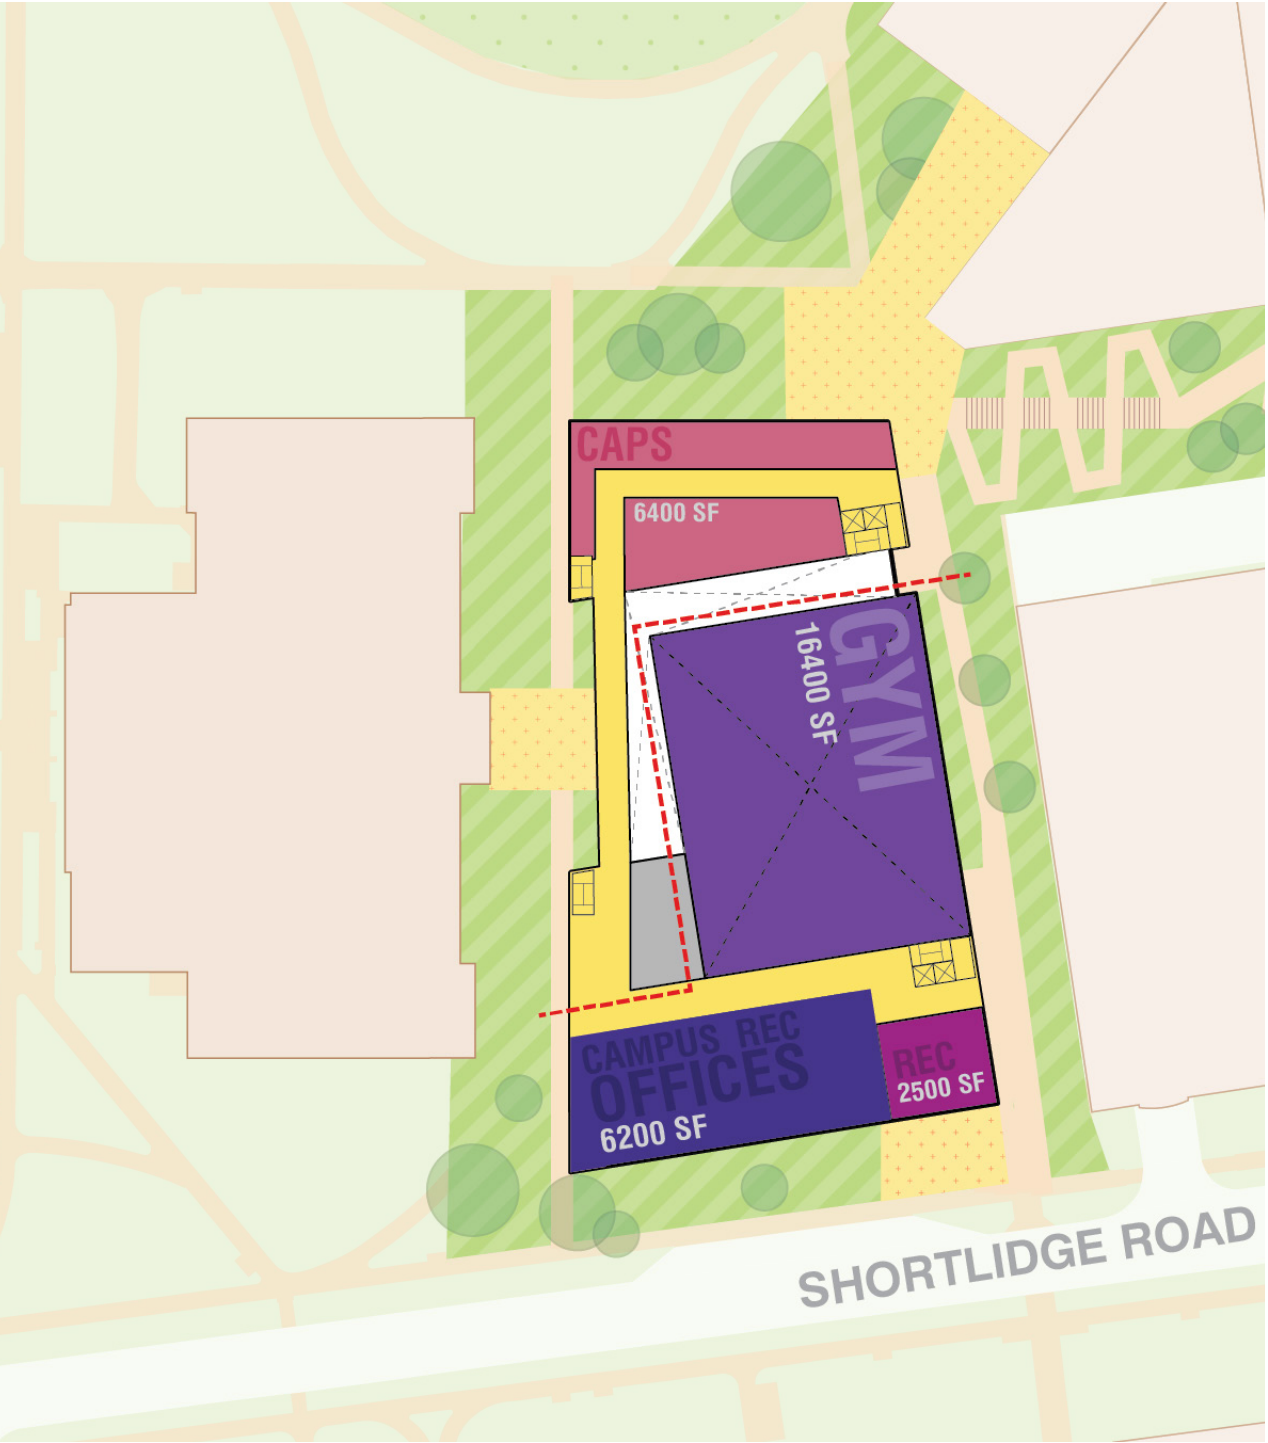 CAPS
6400 SF
GYM
16400 SF
CAMPUS REC
OFFICES
6200 SF
REC
2500 SF
SHORTLIDGE ROAD